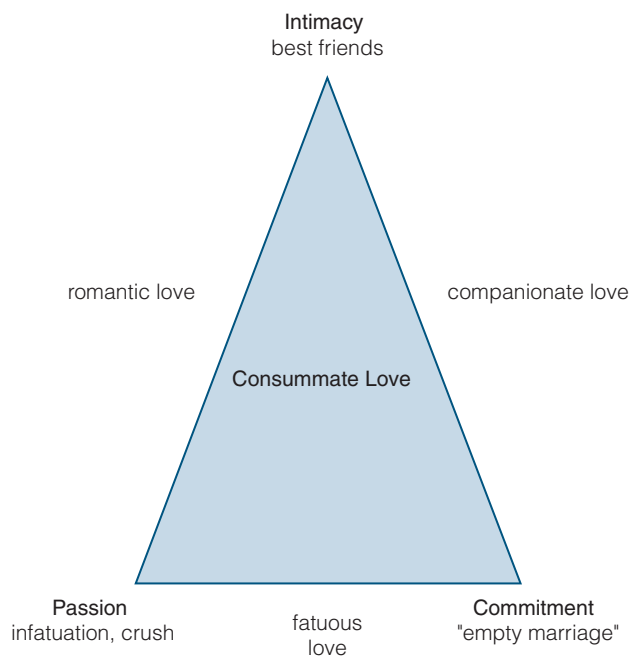 Intimacy
best friends
romantic love
companionate love
Consummate Love
Passion
infatuation, crush
fatuous
love
Commitment
"empty marriage"